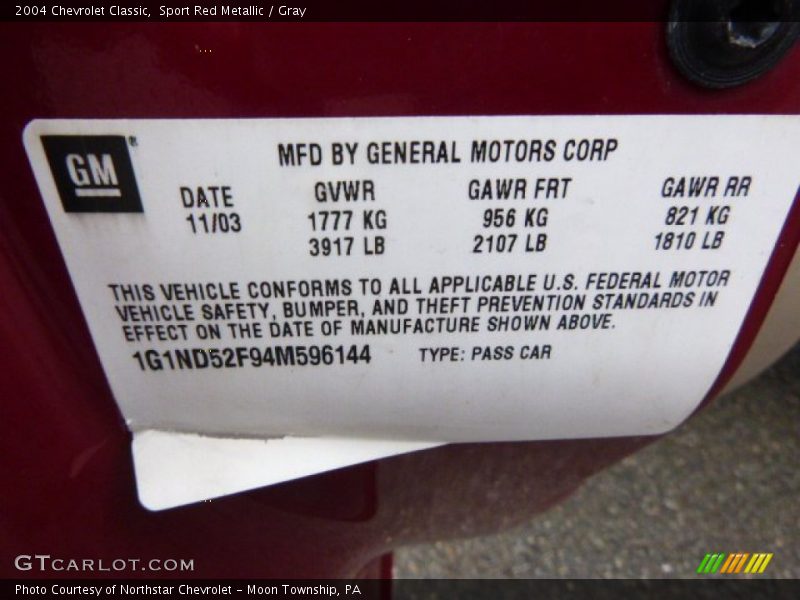 2004 Chevrolet Classic, Sport Red Metallic / Gray
GM®
MFD BY GENERAL MOTORS CORP
DATE GVWR GAWR FRT GAWR RR
11/03 1777 KG 956 KG 821 KG
3917 LB 2107 LB 1810 LB
THIS VEHICLE CONFORMS TO ALL APPLICABLE U.S. FEDERAL MOTOR
VEHICLE SAFETY, BUMPER, AND THEFT PREVENTION STANDARDS IN
EFFECT ON THE DATE OF MANUFACTURE SHOWN ABOVE.
1G1ND52F94M596144 TYPE: PASS CAR
GTCARLOT.COM
Photo Courtesy of Northstar Chevrolet - Moon Township, PA